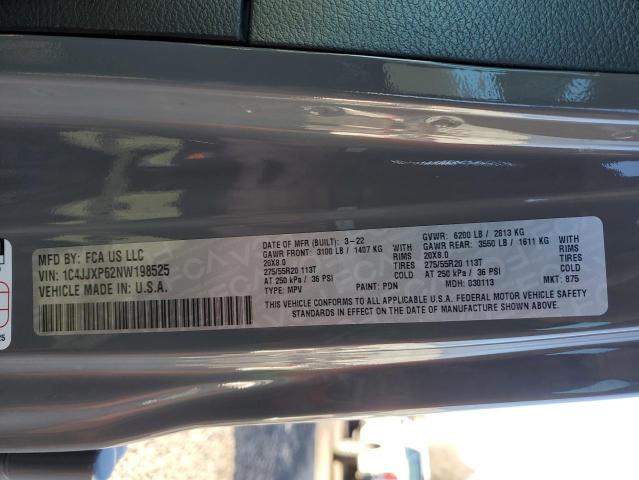 MFD BY: FCA US LLC
VIN: 1C4JJXP62NW198525
VEHICLE MADE IN: U.S.A.
DATE OF MFR (BUILT): 3-22
GVWR: 6200 LB / 2813 KG
GAWR FRONT: 3100 LB / 1407 KG WITH
GAWR REAR: 3550 LB / 1611 KG WITH
20X8.0 RIMS
20X8.0 RIMS
275/55R20 113T TIRES
275/55R20 113T TIRES
AT 250 kPa / 36 PSI COLD
AT 250 kPa / 36 PSI COLD
TYPE: MPV PAINT: PDN MDH: 030113 MKT: 875
THIS VEHICLE CONFORMS TO ALL APPLICABLE U.S.A. FEDERAL MOTOR VEHICLE SAFETY
STANDARDS IN EFFECT ON THE DATE OF MANUFACTURE SHOWN ABOVE.